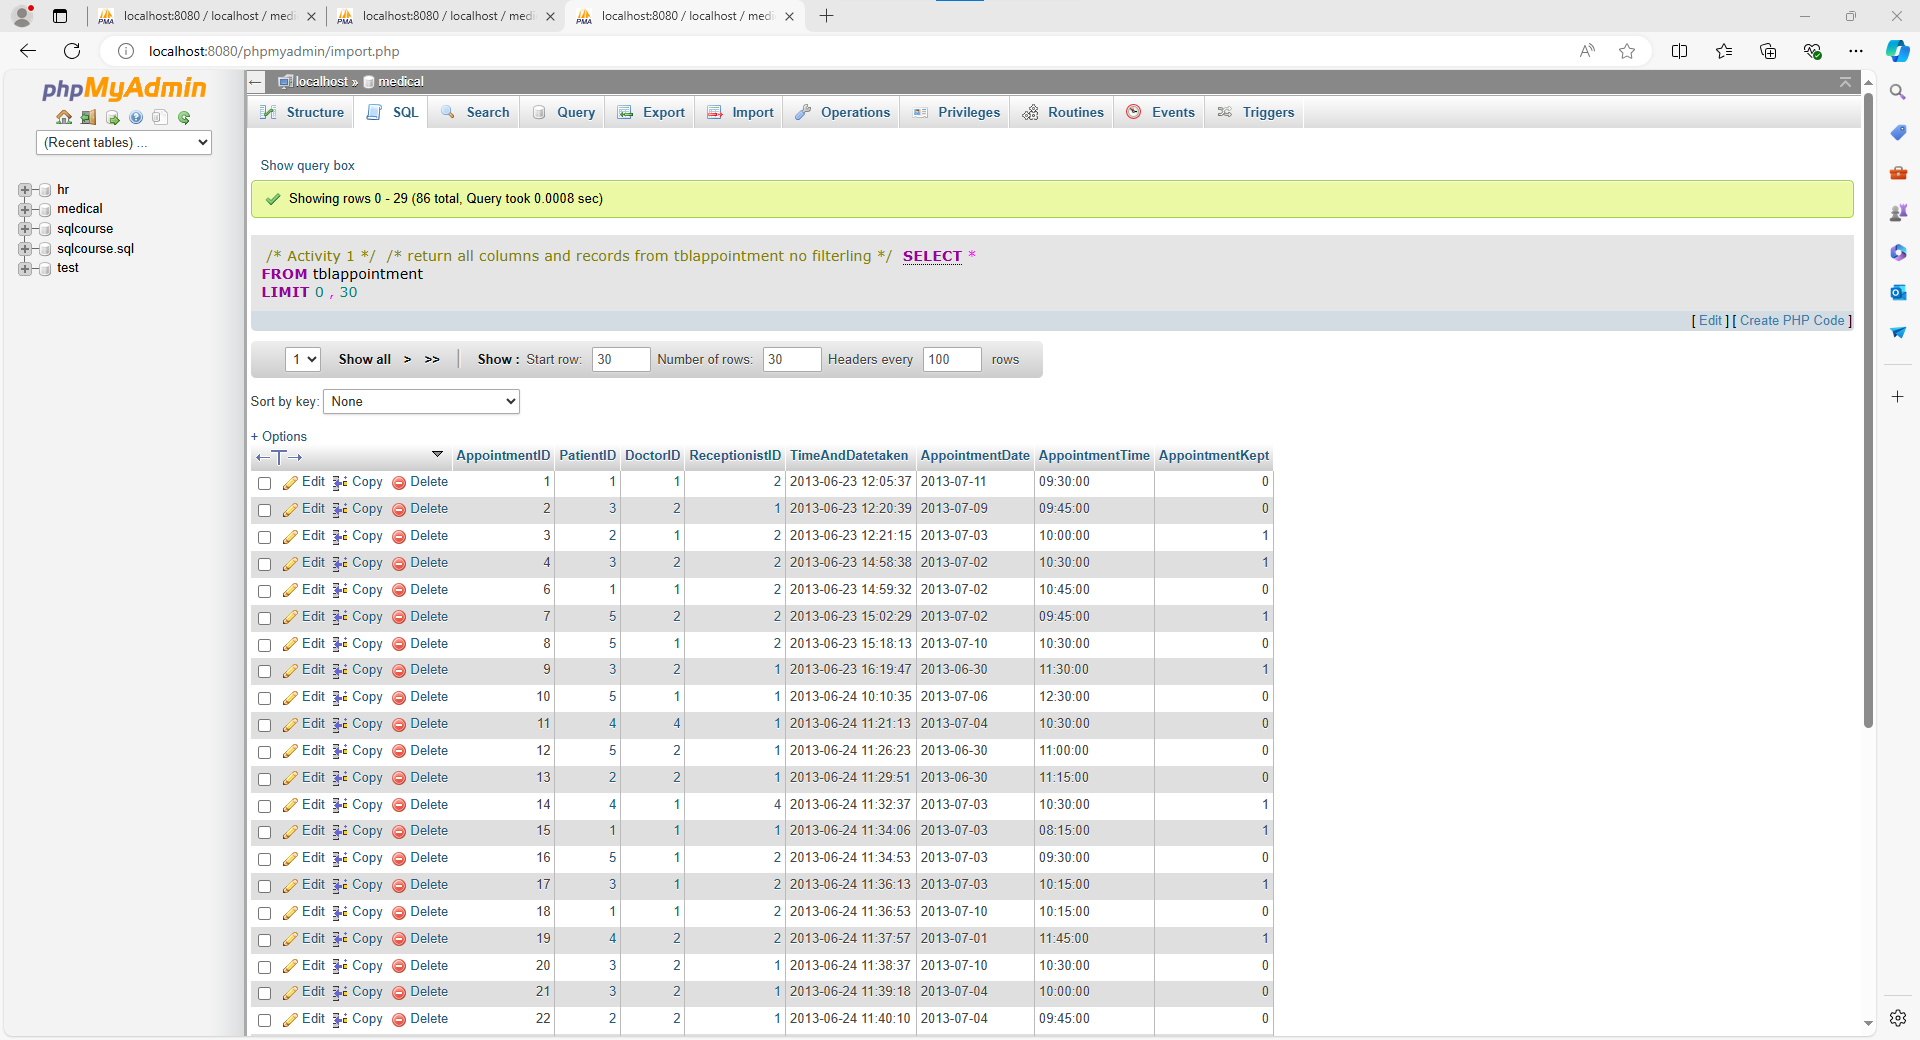 localhost:8080 / localhost / medi
localhost:8080 / localhost / medi
localhost:8080 / localhost / medi
localhost:8080/phpmyadmin/import.php
phpMyAdmin
(Recent tables) ...
hr
medical
sqlcourse
sqlcourse.sql
test
localhost » medical
Structure SQL Search Query Export Import Operations Privileges Routines Events Triggers
Show query box
Showing rows 0 - 29 (86 total, Query took 0.0008 sec)
/* Activity 1 */ /* return all columns and records from tblappointment no filterling */ SELECT *
FROM tblappointment
LIMIT 0 , 30
[ Edit ] [ Create PHP Code ]
1 Show all > >> Show : Start row: 30 Number of rows: 30 Headers every 100 rows
Sort by key: None
+ Options
←T→ AppointmentID PatientID DoctorID ReceptionistID TimeAndDatetaken AppointmentDate AppointmentTime AppointmentKept
Edit Copy Delete 1 1 1 2 2013-06-23 12:05:37 2013-07-11 09:30:00 0
Edit Copy Delete 2 3 2 1 2013-06-23 12:20:39 2013-07-09 09:45:00 0
Edit Copy Delete 3 2 1 2 2013-06-23 12:21:15 2013-07-03 10:00:00 1
Edit Copy Delete 4 3 2 2 2013-06-23 14:58:38 2013-07-02 10:30:00 1
Edit Copy Delete 6 1 1 2 2013-06-23 14:59:32 2013-07-02 10:45:00 0
Edit Copy Delete 7 5 2 2 2013-06-23 15:02:29 2013-07-02 09:45:00 1
Edit Copy Delete 8 5 1 2 2013-06-23 15:18:13 2013-07-10 10:30:00 0
Edit Copy Delete 9 3 2 1 2013-06-23 16:19:47 2013-06-30 11:30:00 1
Edit Copy Delete 10 5 1 1 2013-06-24 10:10:35 2013-07-06 12:30:00 0
Edit Copy Delete 11 4 4 1 2013-06-24 11:21:13 2013-07-04 10:30:00 0
Edit Copy Delete 12 5 2 1 2013-06-24 11:26:23 2013-06-30 11:00:00 0
Edit Copy Delete 13 2 2 1 2013-06-24 11:29:51 2013-06-30 11:15:00 0
Edit Copy Delete 14 4 1 4 2013-06-24 11:32:37 2013-07-03 10:30:00 1
Edit Copy Delete 15 1 1 1 2013-06-24 11:34:06 2013-07-03 08:15:00 1
Edit Copy Delete 16 5 1 2 2013-06-24 11:34:53 2013-07-03 09:30:00 0
Edit Copy Delete 17 3 1 2 2013-06-24 11:36:13 2013-07-03 10:15:00 1
Edit Copy Delete 18 1 1 2 2013-06-24 11:36:53 2013-07-10 10:15:00 0
Edit Copy Delete 19 4 2 2 2013-06-24 11:37:57 2013-07-01 11:45:00 1
Edit Copy Delete 20 3 2 1 2013-06-24 11:38:37 2013-07-10 10:30:00 0
Edit Copy Delete 21 3 2 1 2013-06-24 11:39:18 2013-07-04 10:00:00 0
Edit Copy Delete 22 2 2 1 2013-06-24 11:40:10 2013-07-04 09:45:00 0